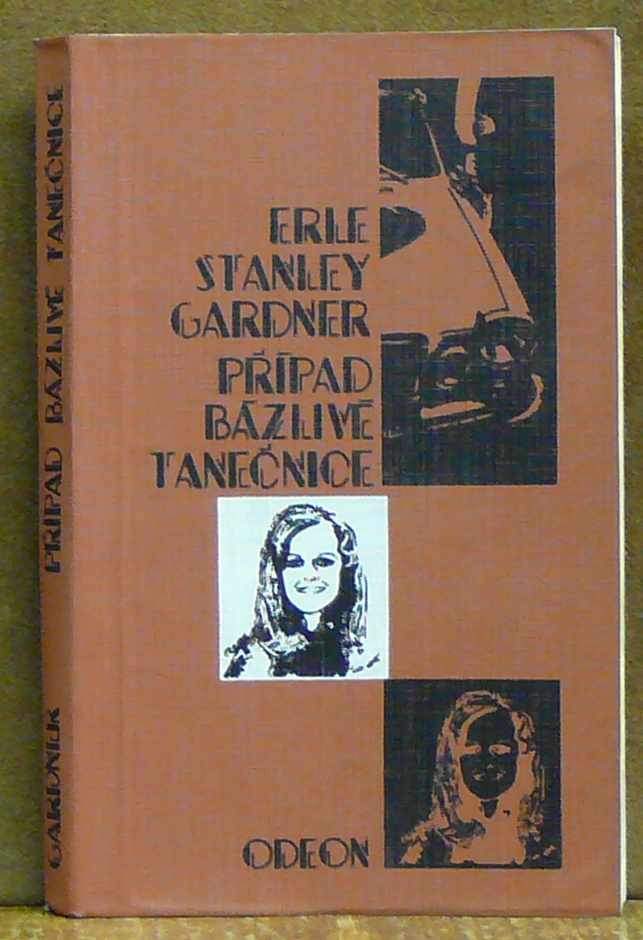 ERLE
STANLEY
GARDNER
PŘÍPAD
BÁZLIVÉ
TANEČNICE
ODEON
GARDNER PŘÍPAD BÁZLIVÉ TANEČNICE